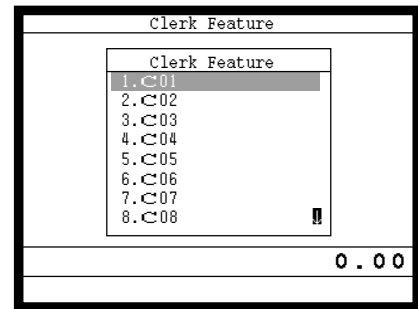 Clerk Feature
Clerk Feature
1.C01
2.C02
3.C03
4.C04
5.C05
6.C06
7.C07
8.C08
0.00